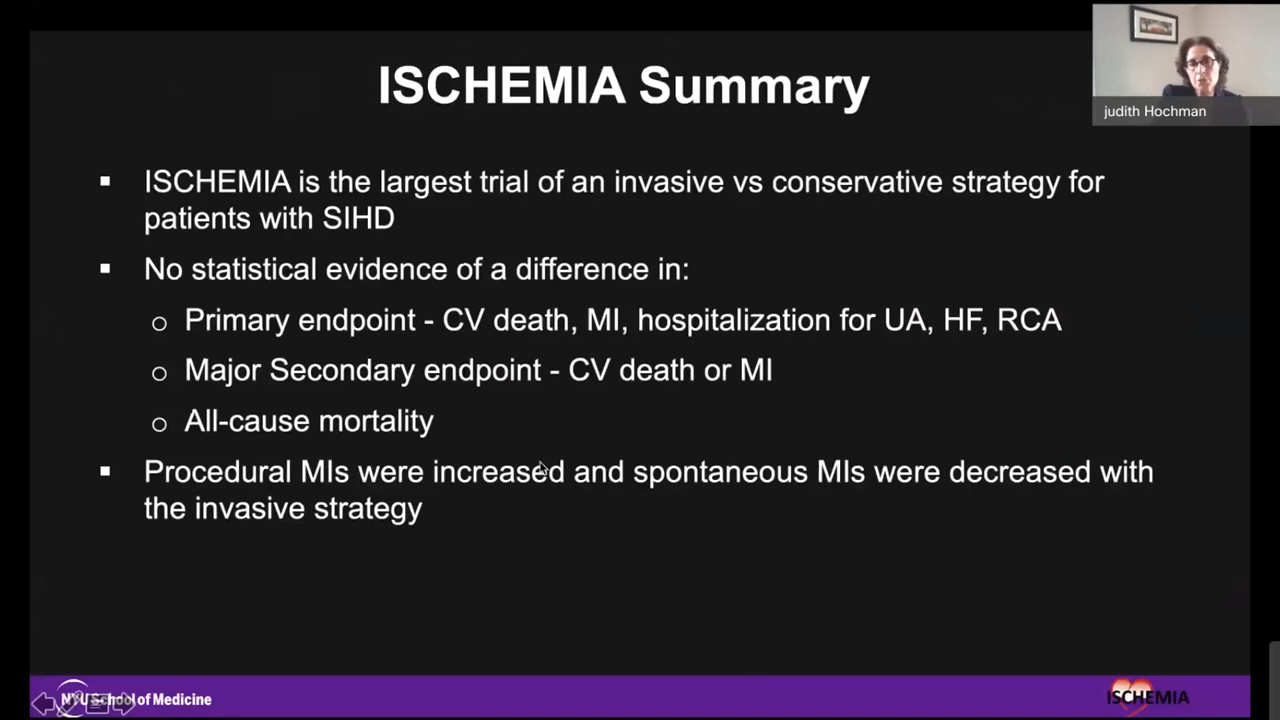 ISCHEMIA Summary
judith Hochman
▪ ISCHEMIA is the largest trial of an invasive vs conservative strategy for
patients with SIHD
▪ No statistical evidence of a difference in:
o Primary endpoint - CV death, MI, hospitalization for UA, HF, RCA
o Major Secondary endpoint - CV death or MI
o All-cause mortality
▪ Procedural MIs were increased and spontaneous MIs were decreased with
the invasive strategy
NYU School of Medicine
ISCHEMIA